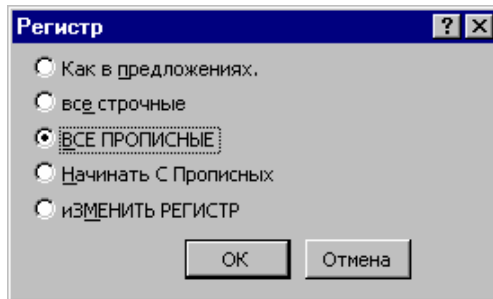 Регистр
Как в предложениях.
все строчные
ВСЕ ПРОПИСНЫЕ
Начинать С Прописных
иЗМЕНИТЬ РЕГИСТР
ОК Отмена